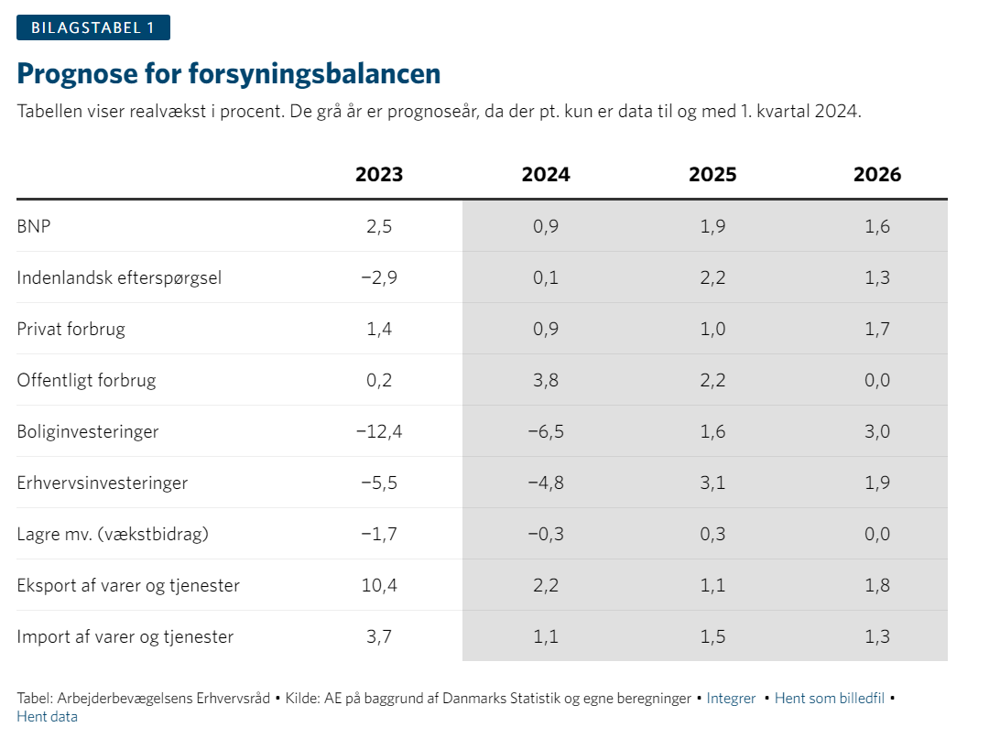 BILAGSTABEL 1
Prognose for forsyningsbalancen
Tabellen viser realvækst i procent. De grå år er prognoseår, da der pt. kun er data til og med 1. kvartal 2024.
2023 2024 2025 2026
BNP 2,5 0,9 1,9 1,6
Indenlandsk efterspørgsel −2,9 0,1 2,2 1,3
Privat forbrug 1,4 0,9 1,0 1,7
Offentligt forbrug 0,2 3,8 2,2 0,0
Boliginvesteringer −12,4 −6,5 1,6 3,0
Erhvervsinvesteringer −5,5 −4,8 3,1 1,9
Lagre mv. (vækstbidrag) −1,7 −0,3 0,3 0,0
Eksport af varer og tjenester 10,4 2,2 1,1 1,8
Import af varer og tjenester 3,7 1,1 1,5 1,3
Tabel: Arbejderbevægelsens Erhvervsråd • Kilde: AE på baggrund af Danmarks Statistik og egne beregninger • Integrer • Hent som billedfil •
Hent data